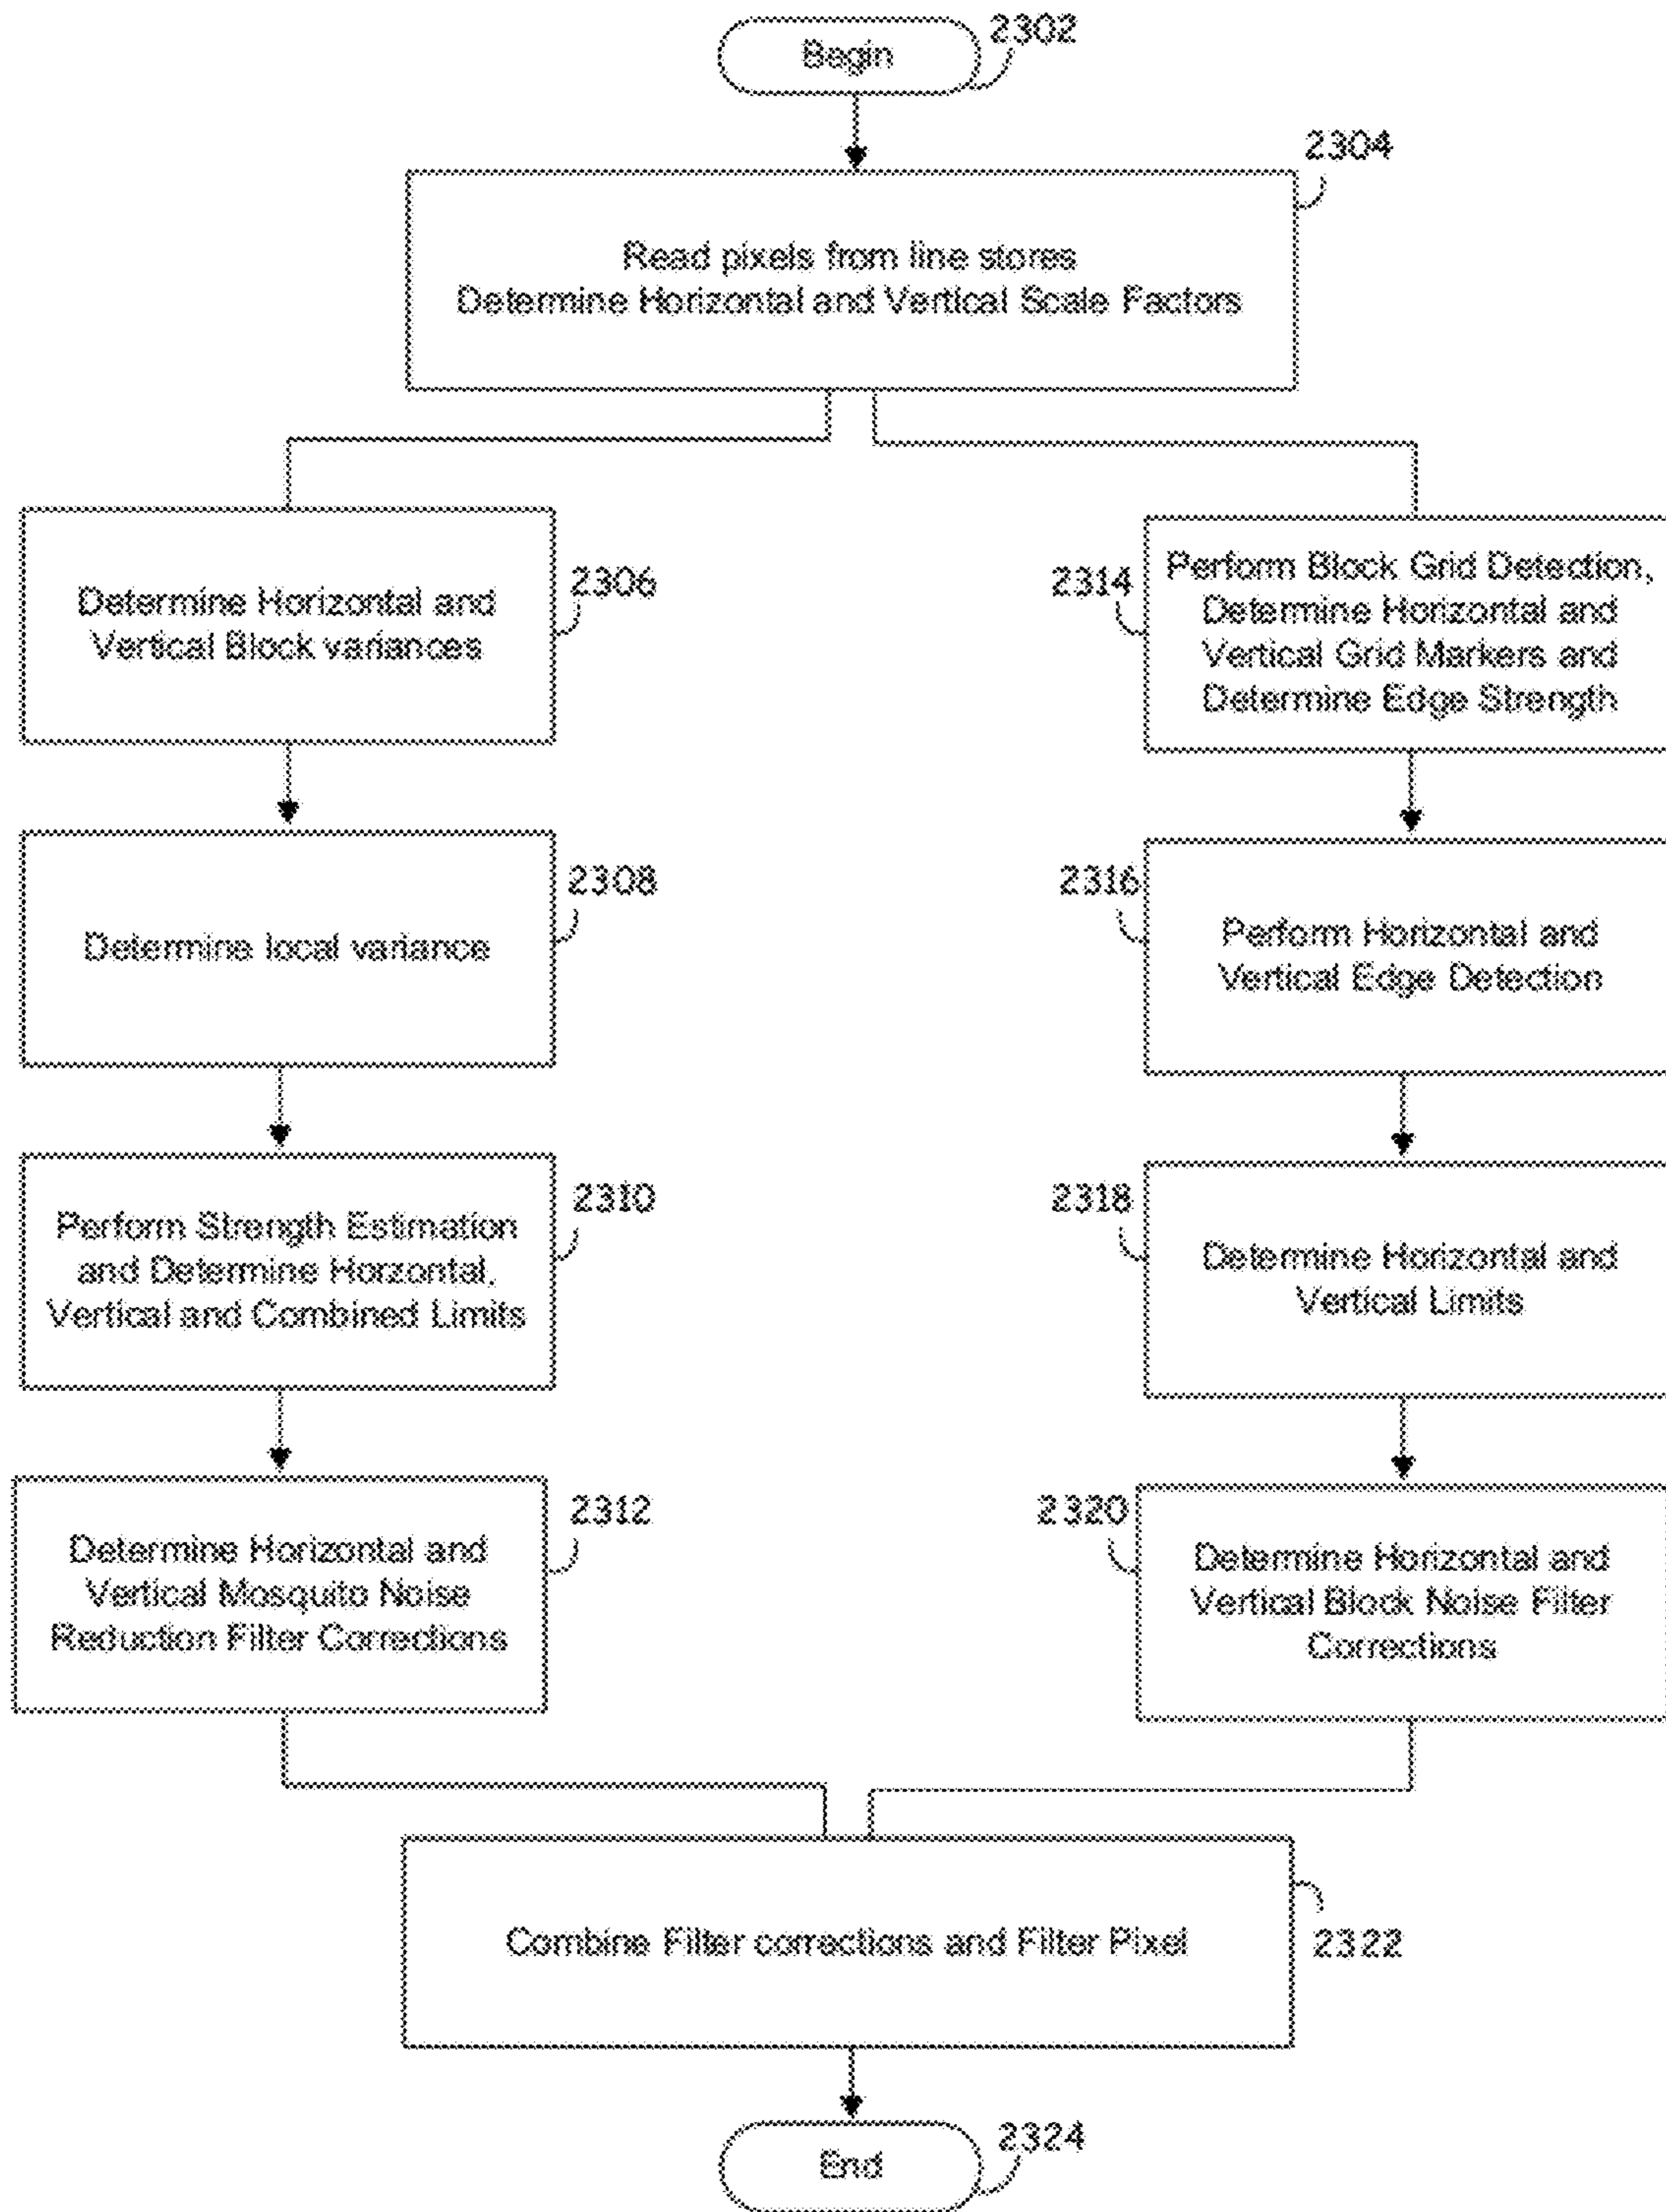 Begin
2302
2304
Read pixels from line stores
Determine Horizontal and Vertical Scale Factors
2306
Determine Horizontal and
Vertical Block variances
2308
Determine local variance
2310
Perform Strength Estimation
and Determine Horzontal,
Vertical and Combined Limits
2312
Determine Horizontal and
Vertical Mosquito Noise
Reduction Filter Corrections
2314
Perform Block Grid Detection,
Determine Horizontal and
Vertical Grid Markers and
Determine Edge Strength
2316
Perform Horizontal and
Vertical Edge Detection
2318
Determine Horizontal and
Vertical Limits
2320
Determine Horizontal and
Vertical Block Noise Filter
Corrections
Combine Filter corrections and Filter Pixel
2322
End
2324